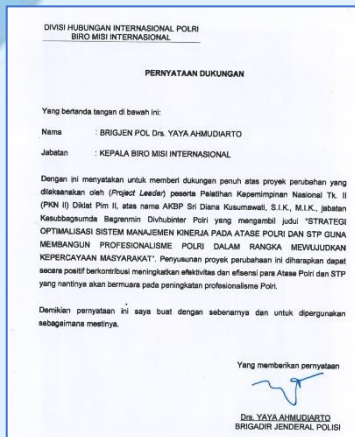 DIVISI HUBUNGAN INTERNASIONAL POLRI
BIRO MISI INTERNASIONAL
PERNYATAAN DUKUNGAN
Yang bertanda tangan di bawah ini:
Nama : BRIGJEN POL Drs. YAYA AHMUDIARTO
Jabatan : KEPALA BIRO MISI INTERNASIONAL
Dengan ini menyatakan untuk memberi dukungan penuh atas proyek perubahan yang
dilaksanakan oleh (Project Leader) peserta Pelatihan Kepemimpinan Nasional Tk. II
(PKN II) Diklat Pim II, atas nama AKBP Sri Diana Kusumawati, S.I.K., M.I.K., jabatan
Kasubbagsumda Bagrenmin Divhubinter Polri yang mengambil judul "STRATEGI
OPTIMALISASI SISTEM MANAJEMEN KINERJA PADA ATASE POLRI DAN STP GUNA
MEMBANGUN PROFESIONALISME POLRI DALAM RANGKA MEWUJUDKAN
KEPERCAYAAN MASYARAKAT". Penyusunan proyek perubahan ini diharapkan dapat
secara positif berkontribusi meningkatkan efektivitas dan efisensi para Atase Polri dan STP
yang nantinya akan bermuara pada peningkatan profesionalisme Polri.
Demikian pernyataan ini saya buat dengan sebenarnya dan untuk dipergunakan
sebagaimana mestinya.
Yang memberikan pernyataan
Drs. YAYA AHMUDIARTO
BRIGADIR JENDERAL POLISI